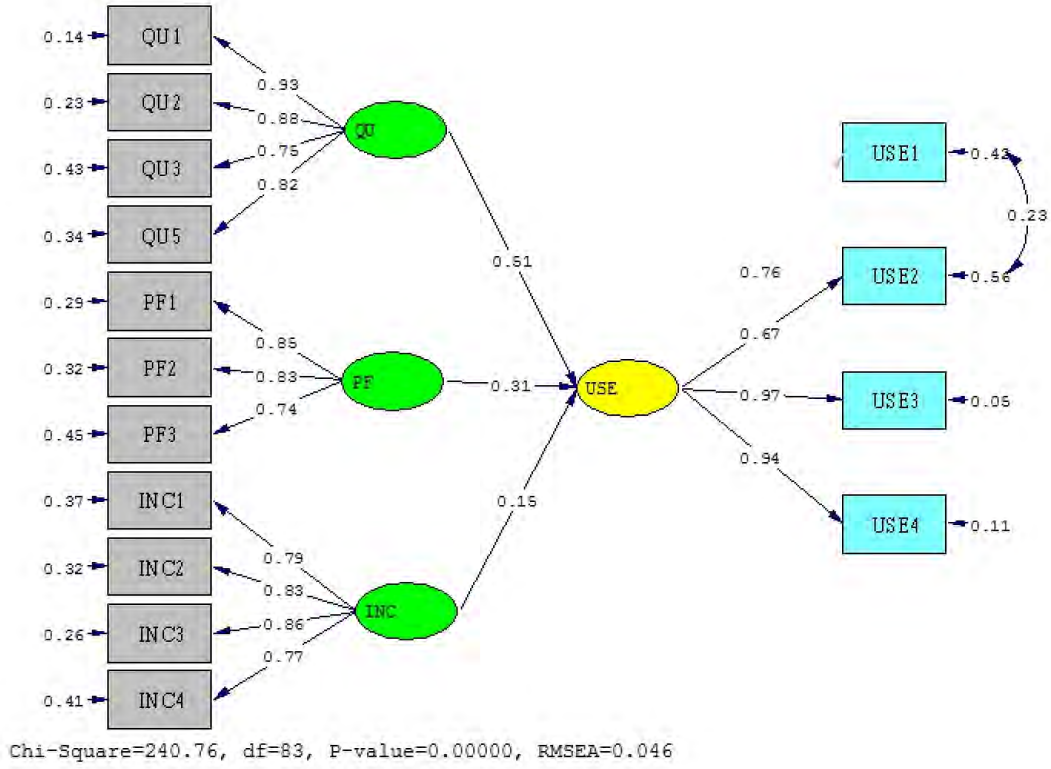 0.14 QU1
0.93
0.23 QU2
0.88
QU
0.43 QU3
0.75
0.82
0.34 QU5
0.29 PF1
0.85
0.32 PF2
0.83
PF
0.74
0.45 PF3
0.37 INC1
0.79
0.32 INC2
0.83
INC
0.26 INC3
0.86
0.77
0.41 INC4
0.51
0.31
0.15
USE
0.76
0.67
0.97
0.94
USE1 0.43
0.23
USE2 0.56
USE3 0.05
USE4 0.11
Chi-Square=240.76, df=83, P-value=0.00000, RMSEA=0.046